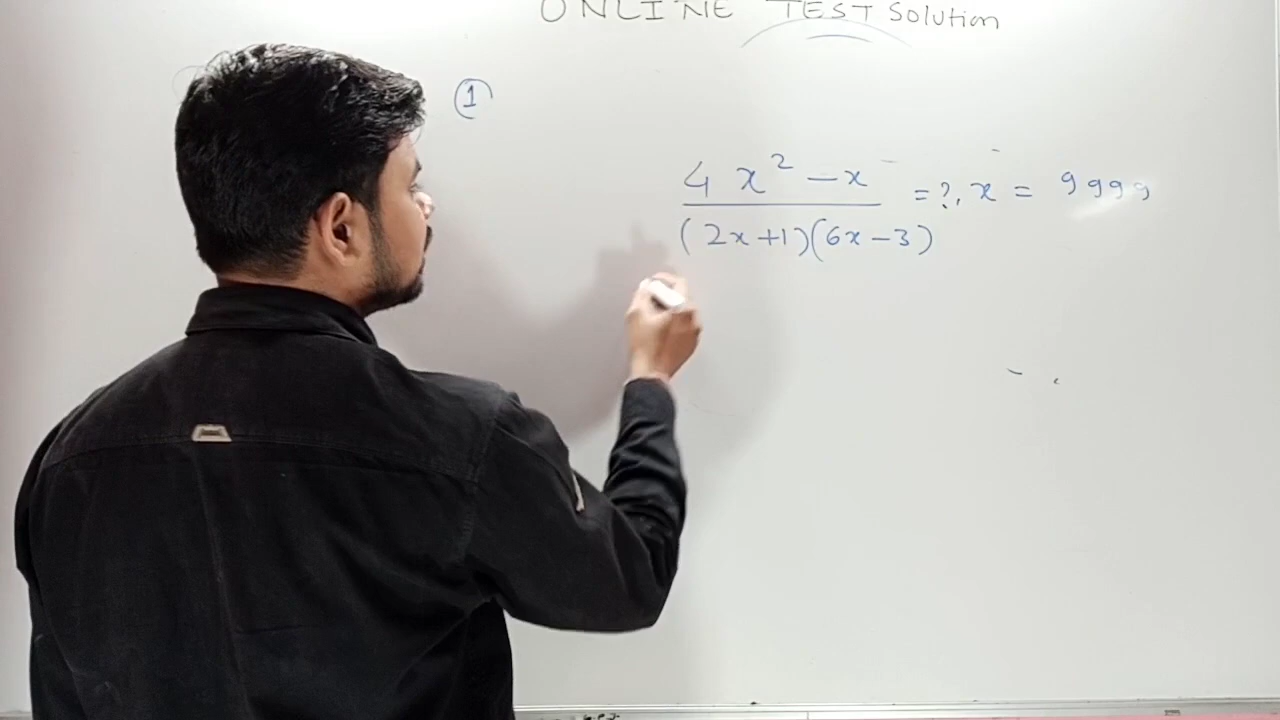 ONLINE TEST Solution
①
4x² - x
(2x+1)(6x-3)
= ?, x = 9999